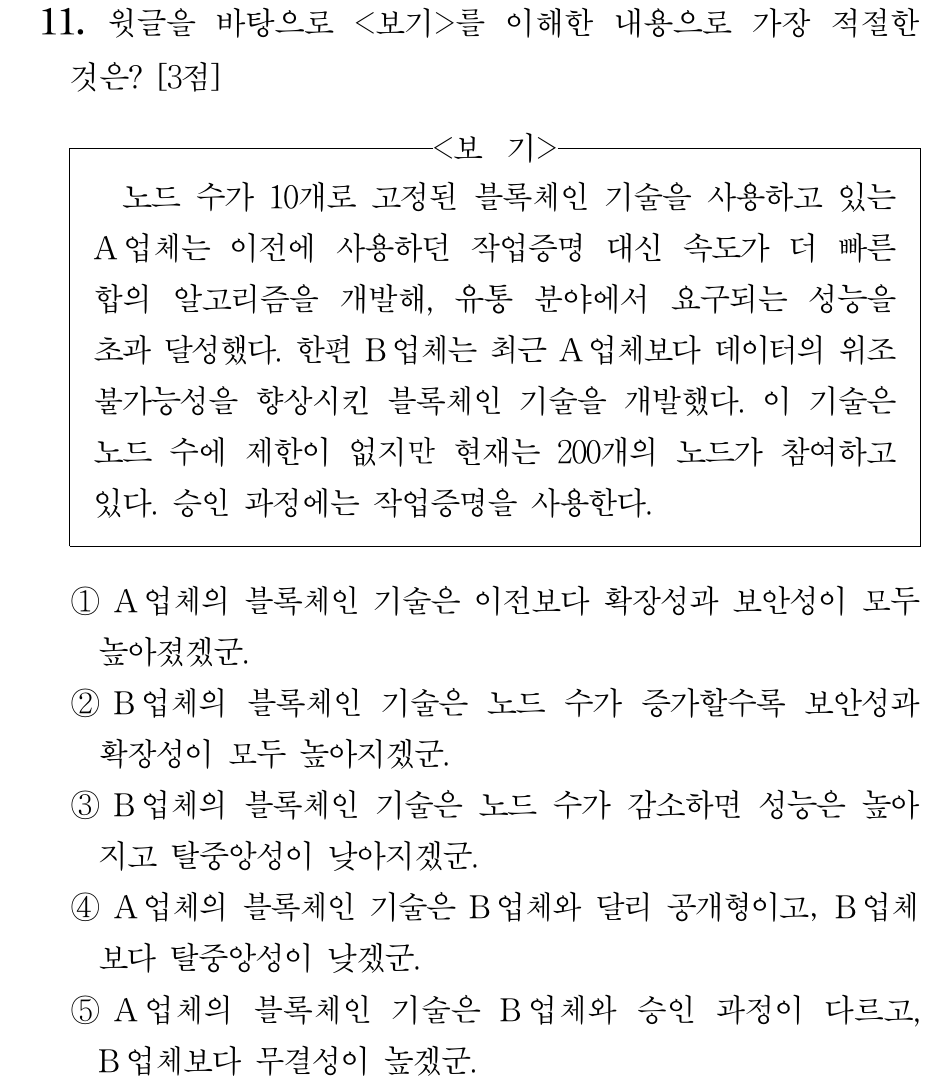 11. 윗글을 바탕으로 <보기>를 이해한 내용으로 가장 적절한
것은? [3점]
<보 기>
노드 수가 10개로 고정된 블록체인 기술을 사용하고 있는
A 업체는 이전에 사용하던 작업증명 대신 속도가 더 빠른
합의 알고리즘을 개발해, 유통 분야에서 요구되는 성능을
초과 달성했다. 한편 B 업체는 최근 A 업체보다 데이터의 위조
불가능성을 향상시킨 블록체인 기술을 개발했다. 이 기술은
노드 수에 제한이 없지만 현재는 200개의 노드가 참여하고
있다. 승인 과정에는 작업증명을 사용한다.
① A 업체의 블록체인 기술은 이전보다 확장성과 보안성이 모두
높아졌겠군.
② B 업체의 블록체인 기술은 노드 수가 증가할수록 보안성과
확장성이 모두 높아지겠군.
③ B 업체의 블록체인 기술은 노드 수가 감소하면 성능은 높아
지고 탈중앙성이 낮아지겠군.
④ A 업체의 블록체인 기술은 B 업체와 달리 공개형이고, B 업체
보다 탈중앙성이 낮겠군.
⑤ A 업체의 블록체인 기술은 B 업체와 승인 과정이 다르고,
B 업체보다 무결성이 높겠군.